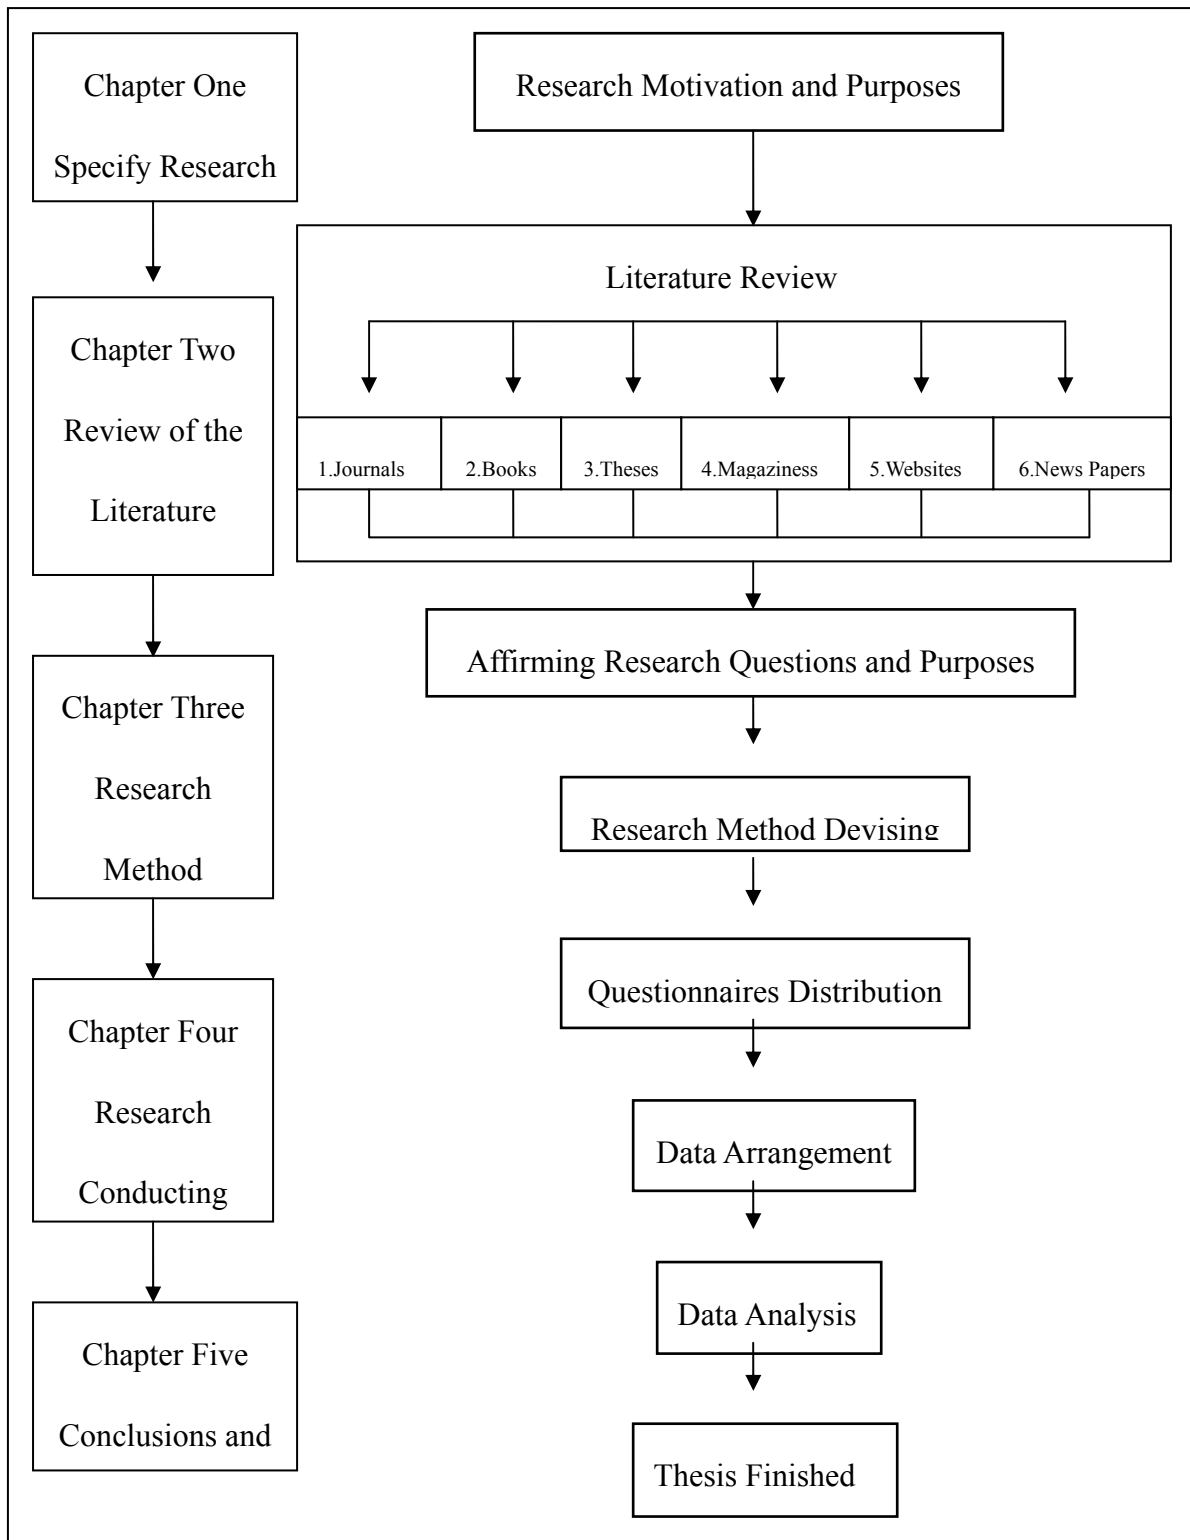 Chapter One
Specify Research
Chapter Two
Review of the
Literature
Chapter Three
Research
Method
Chapter Four
Research
Conducting
Chapter Five
Conclusions and
Research Motivation and Purposes
Literature Review
1.Journals
2.Books
3.Theses
4.Magaziness
5.Websites
6.News Papers
Affirming Research Questions and Purposes
Research Method Devising
Questionnaires Distribution
Data Arrangement
Data Analysis
Thesis Finished